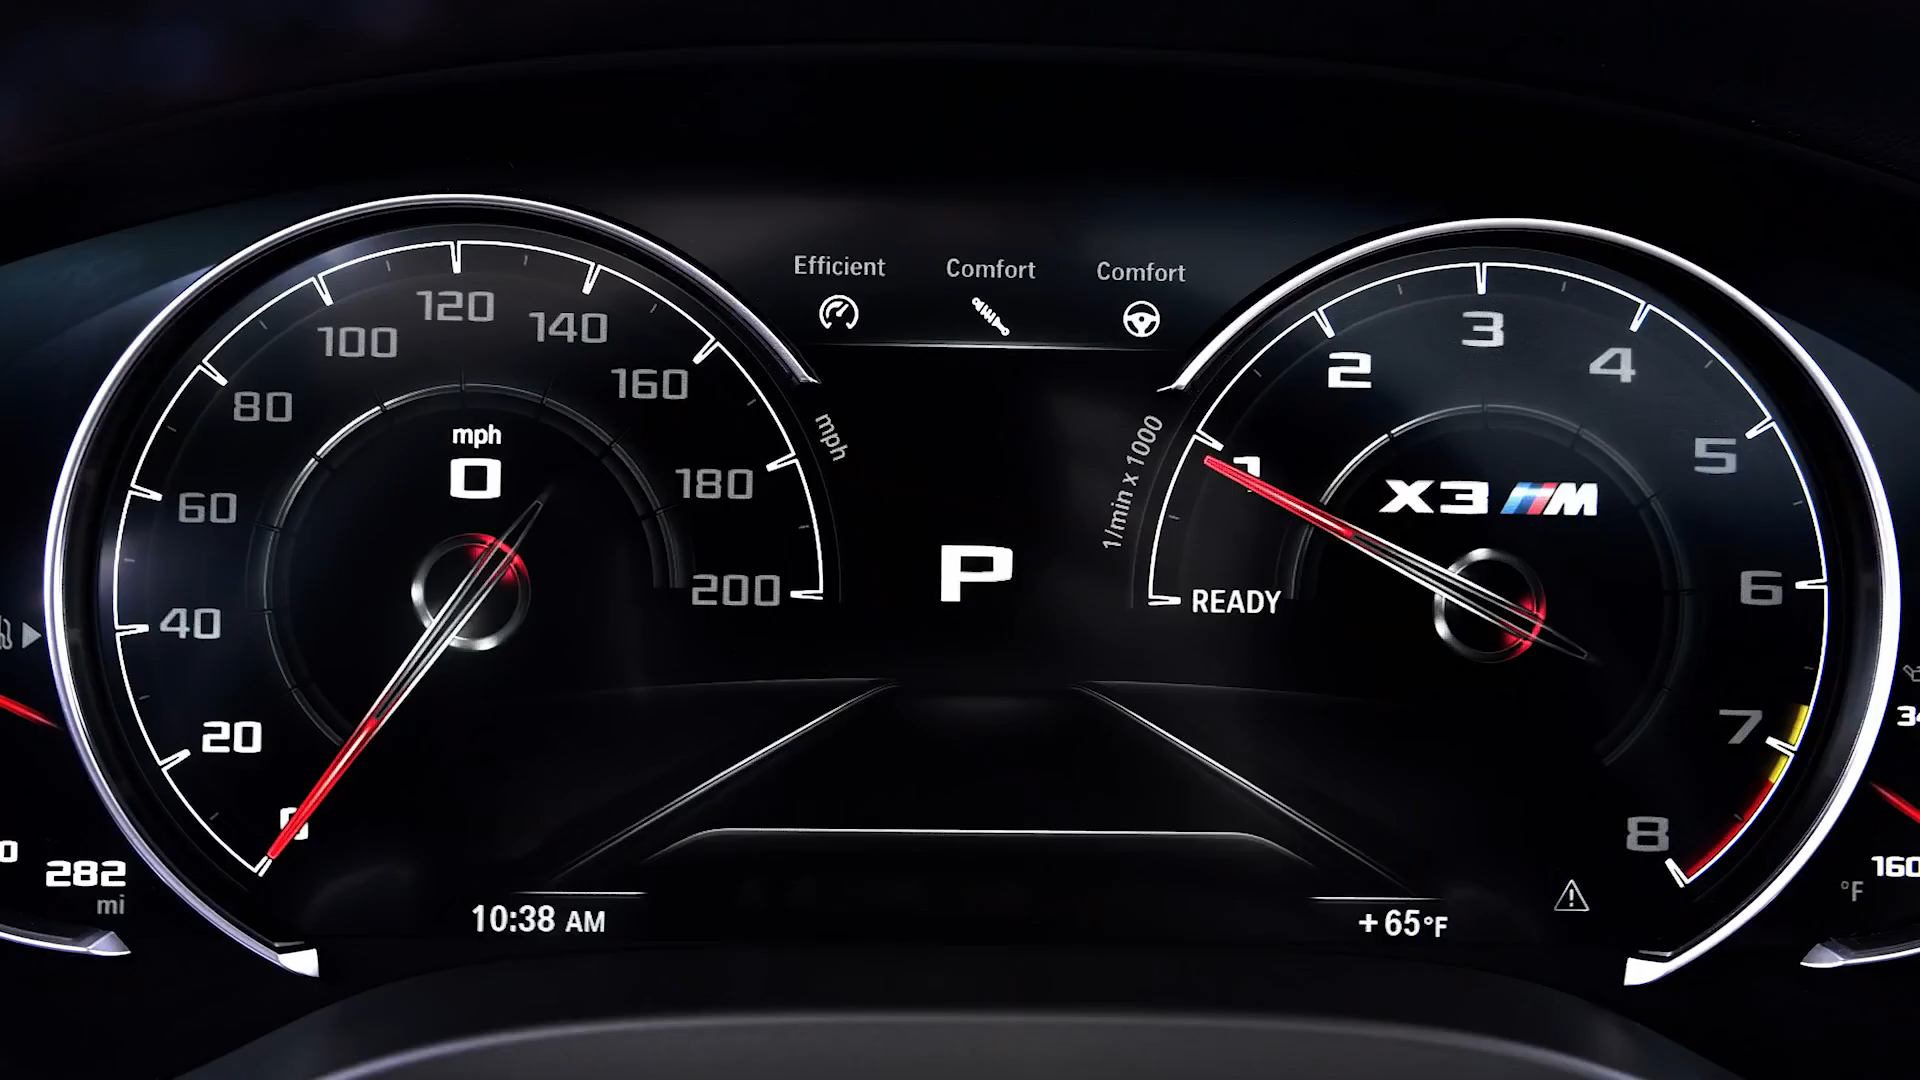 Efficient
Comfort
Comfort
0
20
40
60
80
100
120
140
160
180
200
mph
mph
0
P
1/min x 1000
READY
1
2
3
4
5
6
7
8
X3 M
282
mi
10:38 AM
+65°F
°F
160